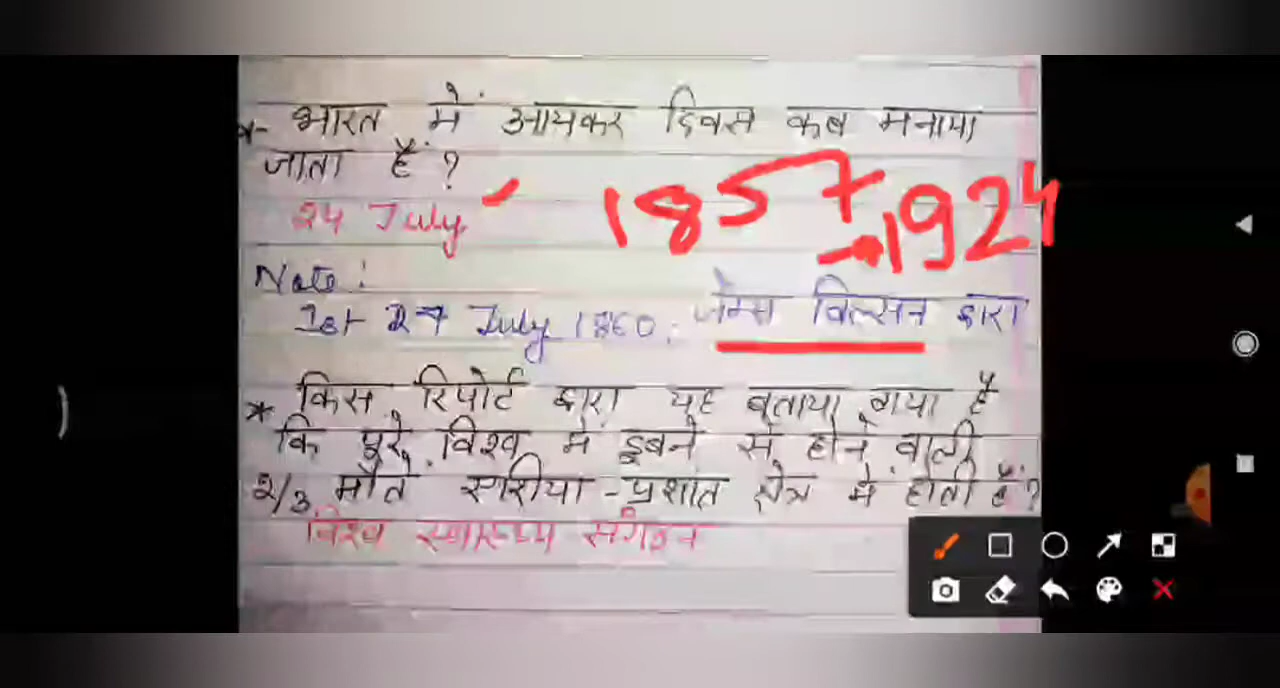 भारत में आयकर दिवस कब मनाया
जाता है ?
24 July
1857
→1924
Note :
1st 24 July 1860, जेम्स विल्सन द्वारा
* किस रिपोर्ट द्वारा यह बताया गया है
कि पूरे विश्व में डूबने से होने वाली
2/3 मौतें एशिया - प्रशांत क्षेत्र में होती हैं ?
विश्व स्वास्थ्य संगठन